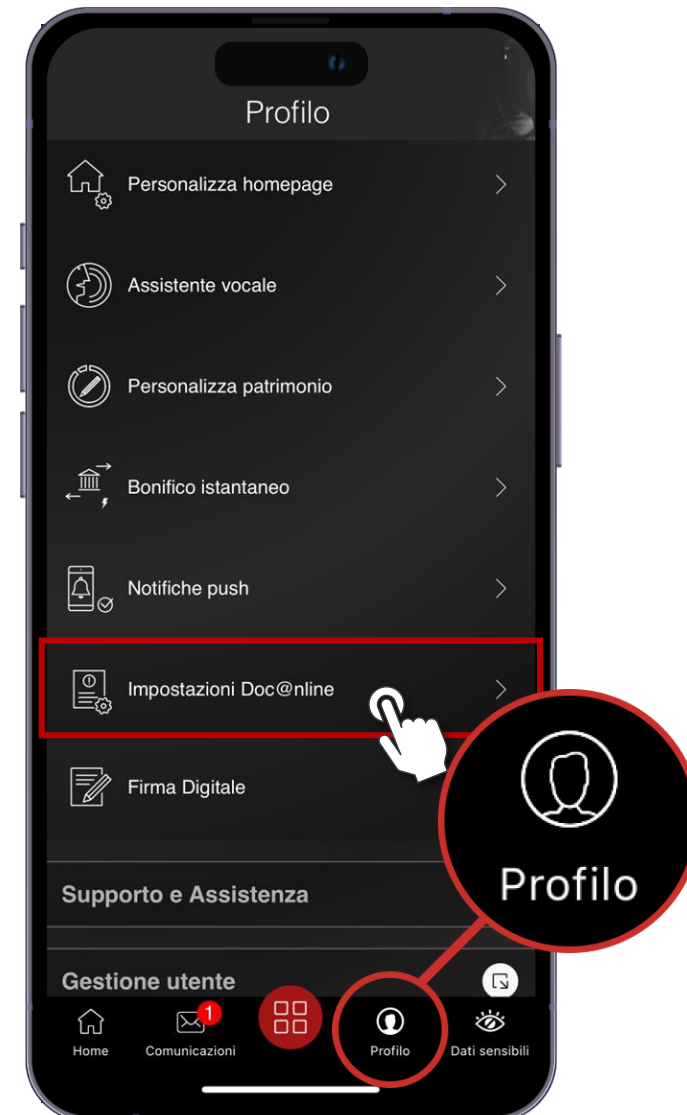 Profilo
Personalizza homepage
Assistente vocale
Personalizza patrimonio
Bonifico istantaneo
Notifiche push
Impostazioni Doc@nline
Firma Digitale
Profilo
Supporto e Assistenza
Gestione utente
1
Home Comunicazioni Profilo Dati sensibili